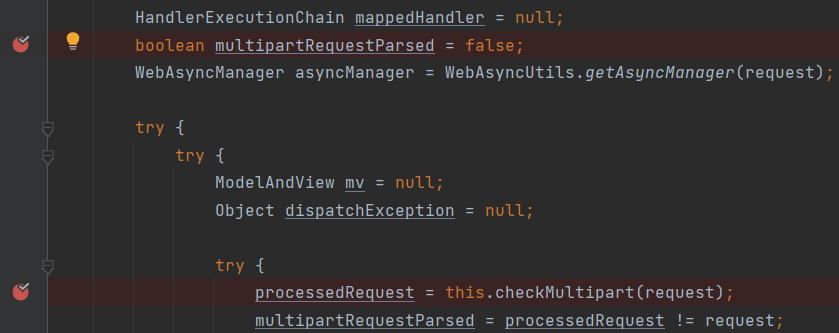 HandlerExecutionChain mappedHandler = null;
boolean multipartRequestParsed = false;
WebAsyncManager asyncManager = WebAsyncUtils.getAsyncManager(request);
try {
try {
ModelAndView mv = null;
Object dispatchException = null;
try {
processedRequest = this.checkMultipart(request);
multipartRequestParsed = processedRequest != request;